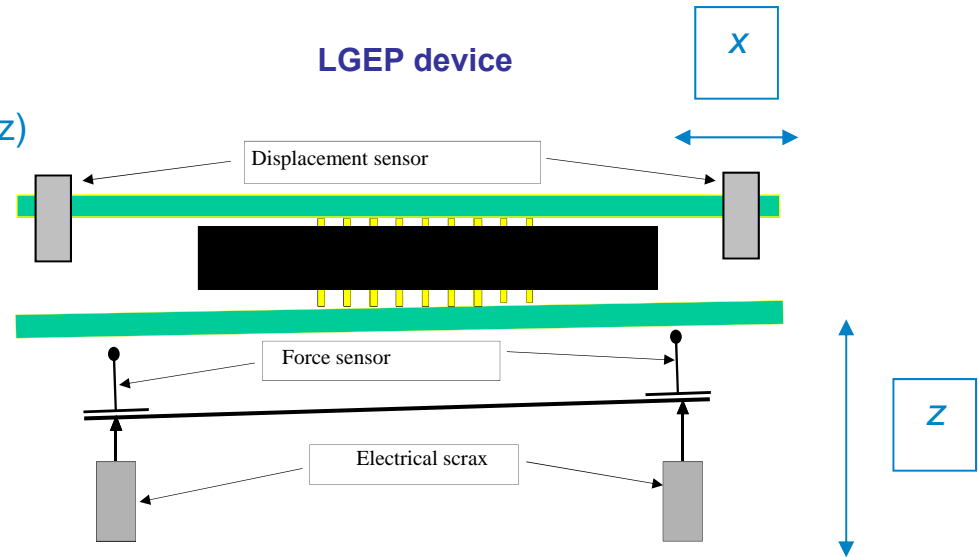 LGEP device
x
z)
Displacement sensor
Force sensor
z
Electrical scrax